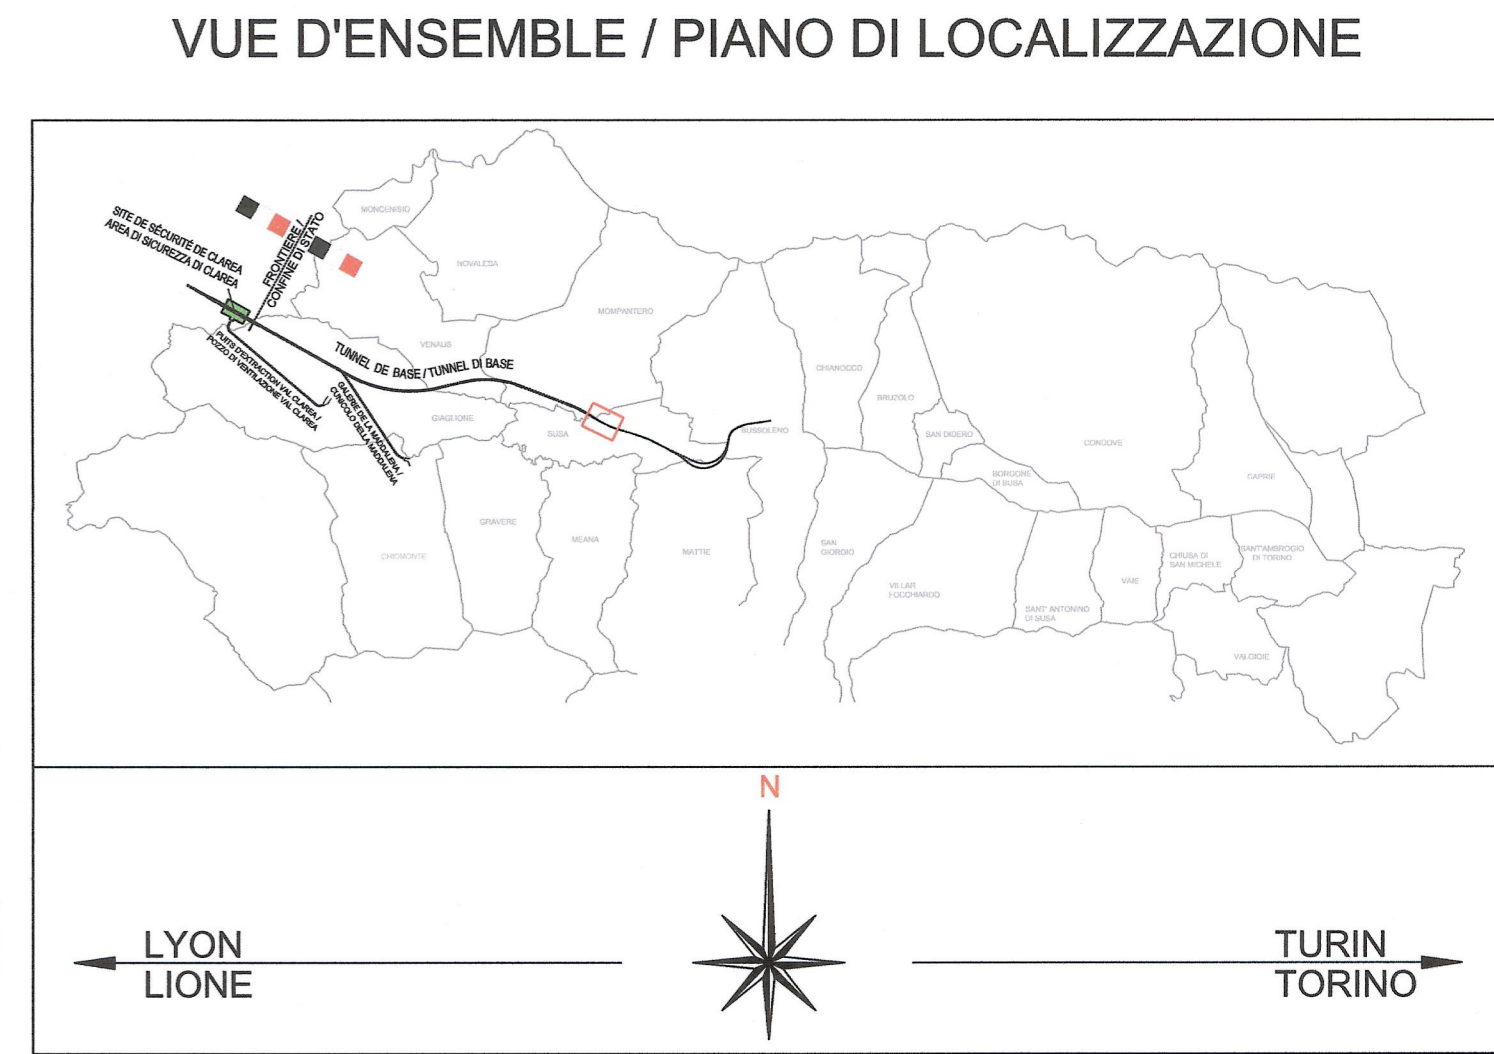 VUE D'ENSEMBLE / PIANO DI LOCALIZZAZIONE
MONCENISIO
SITE DE SÉCURITÉ DE CLAREA
AREA DI SICUREZZA DI CLAREA
FRONTIERE /
CONFINE DI STATO
NOVALESA
MOMPANTERO
VENAUS
TUNNEL DE BASE/TUNNEL DI BASE
PUITS D'EXTRACTION VAL CLAREA /
POZZO DI VENTILAZIONE VAL CLAREA
GALERIE DE LA MADDALENA /
CUNICOLO DELLA MADDALENA
CHIANOCCO
BRUZOLO
GIAGLIONE
SUSA
BUSSOLENO
SAN DIDERO
CONDOVE
BORGONE
DI SUSA
CAPRIE
GRAVERE
MEANA
MATTIE
CHIOMONTE
SAN
GIORGIO
VILLAR
FOCCHIARDO
SANT' ANTONINO
DI SUSA
VAIE
CHIUSA DI
SAN MICHELE
SANT'AMBROGIO
DI TORINO
VALGIOIE
N
LYON
LIONE
TURIN
TORINO